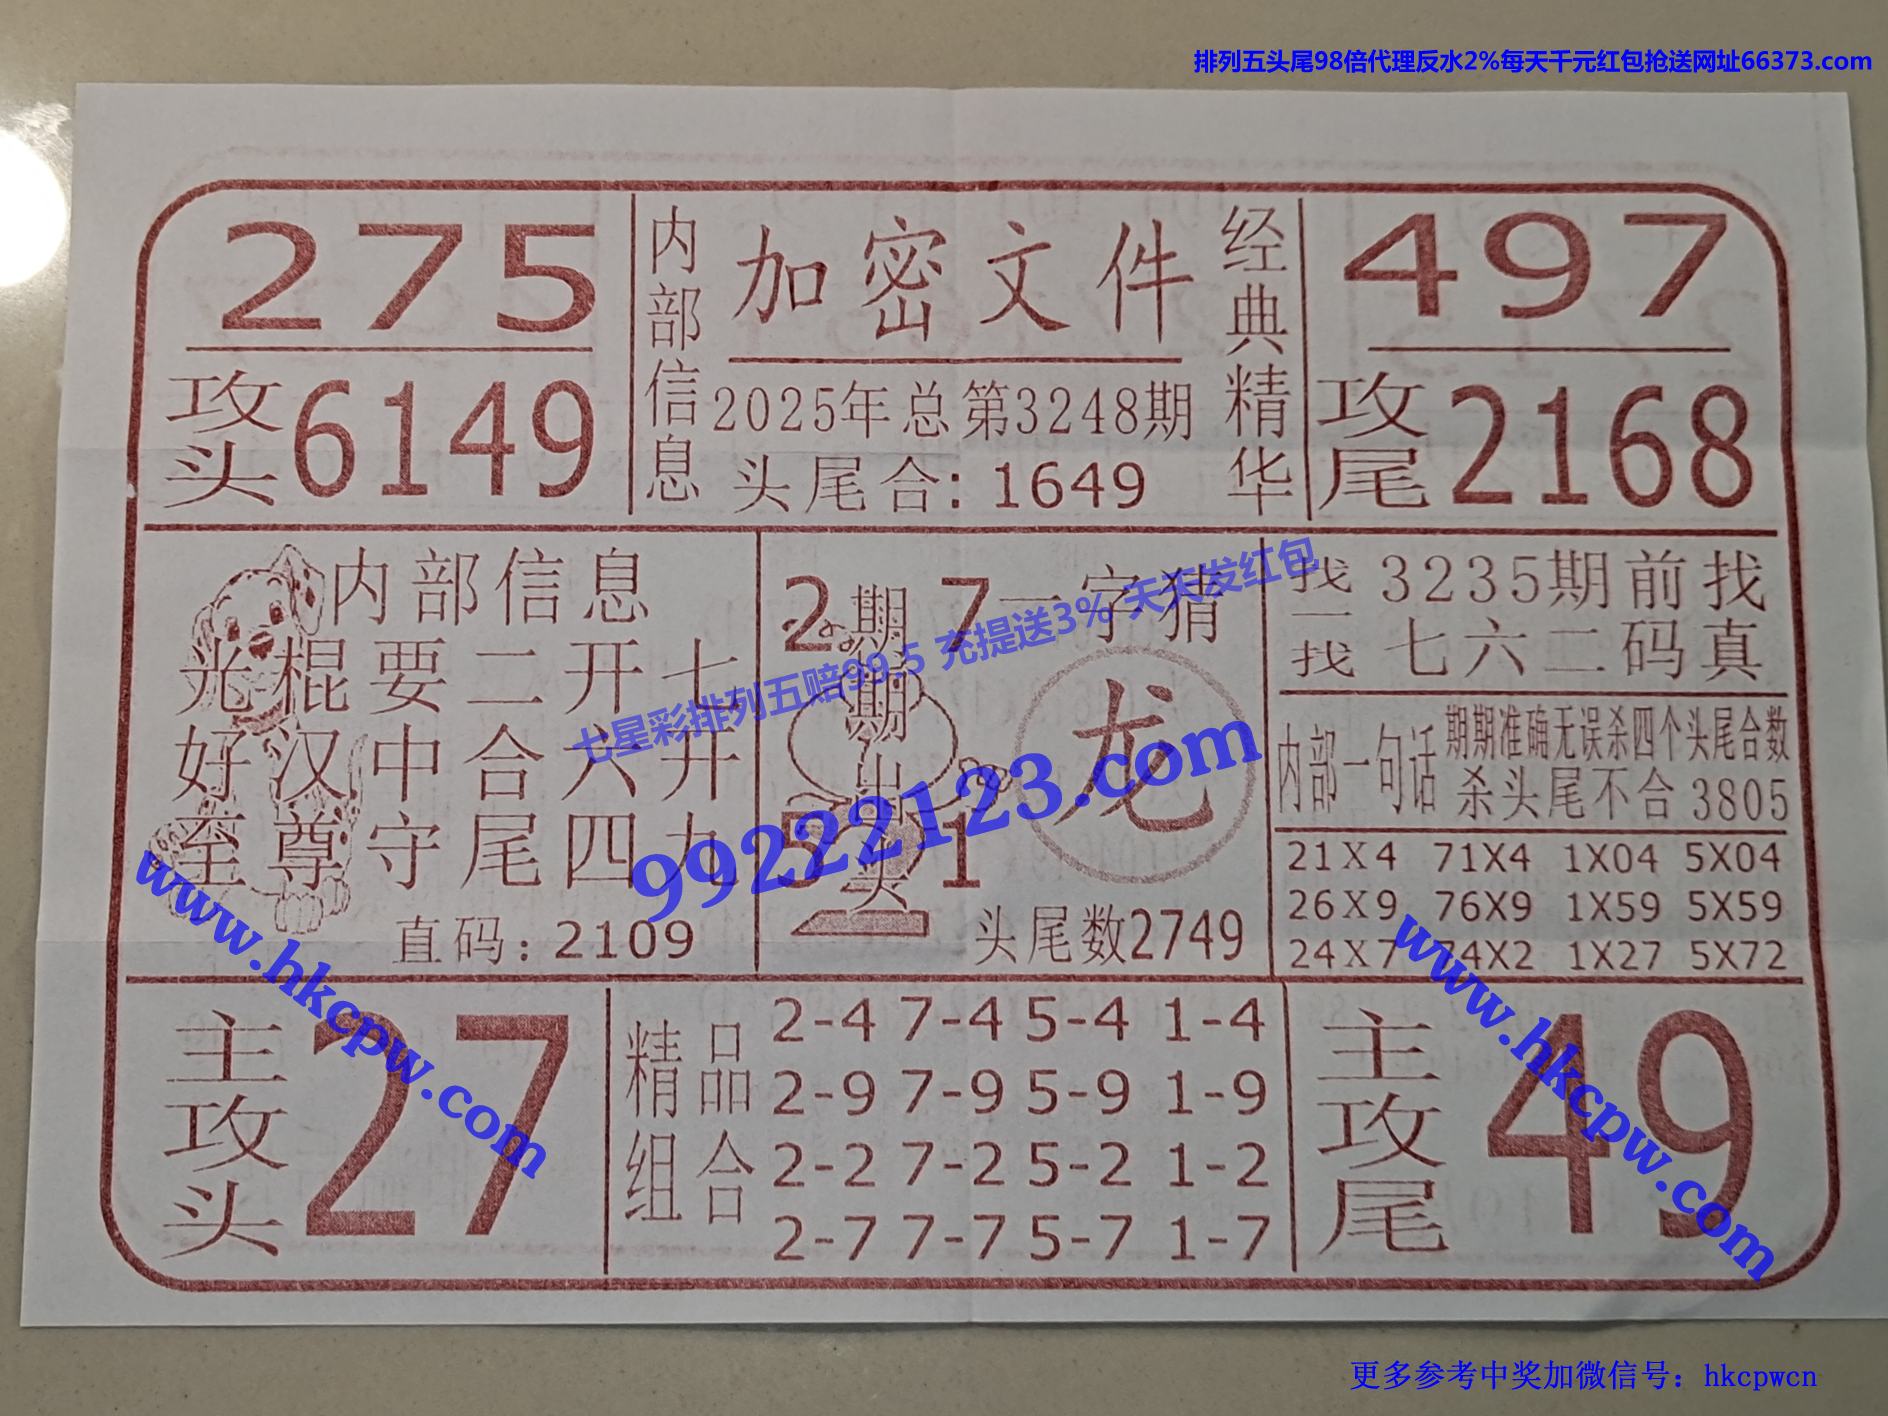 排列五头尾98倍代理反水2%每天千元红包抢送网址66373.com
275
攻头6149
内部信息
加密文件
2025年总第3248期
头尾合:1649
经典精华
497
攻尾2168
内部信息
光棍要二开七
好汉中合六开
至尊守尾四九
直码:2109
2 7
期期出头
5 1
一字猜
龙
头尾数2749
找一找
3235期前找
七六二码真
内部一句话
期期准确无误杀四个头尾合数
杀头尾不合3805
21X4 71X4 1X04 5X04
26X9 76X9 1X59 5X59
24X7 74X2 1X27 5X72
主攻头
27
精品组合
2-4 7-4 5-4 1-4
2-9 7-9 5-9 1-9
2-2 7-2 5-2 1-2
2-7 7-7 5-7 1-7
主攻尾
49
七星彩排列五赔99.5 充提送3% 天天发红包
99222123.com
www.hkcpw.com
www.hkcpw.com
更多参考中奖加微信号：hkcpwcn